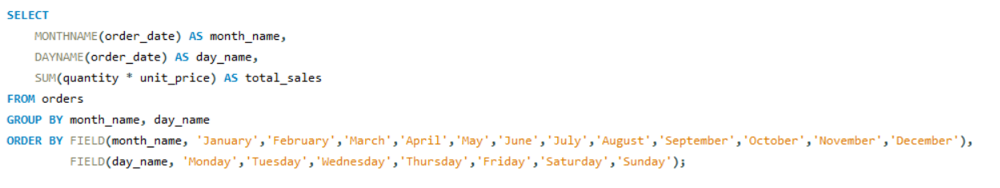 SELECT
    MONTHNAME(order_date) AS month_name,
    DAYNAME(order_date) AS day_name,
    SUM(quantity * unit_price) AS total_sales
FROM orders
GROUP BY month_name, day_name
ORDER BY FIELD(month_name, 'January','February','March','April','May','June','July','August','September','October','November','December'),
         FIELD(day_name, 'Monday','Tuesday','Wednesday','Thursday','Friday','Saturday','Sunday');